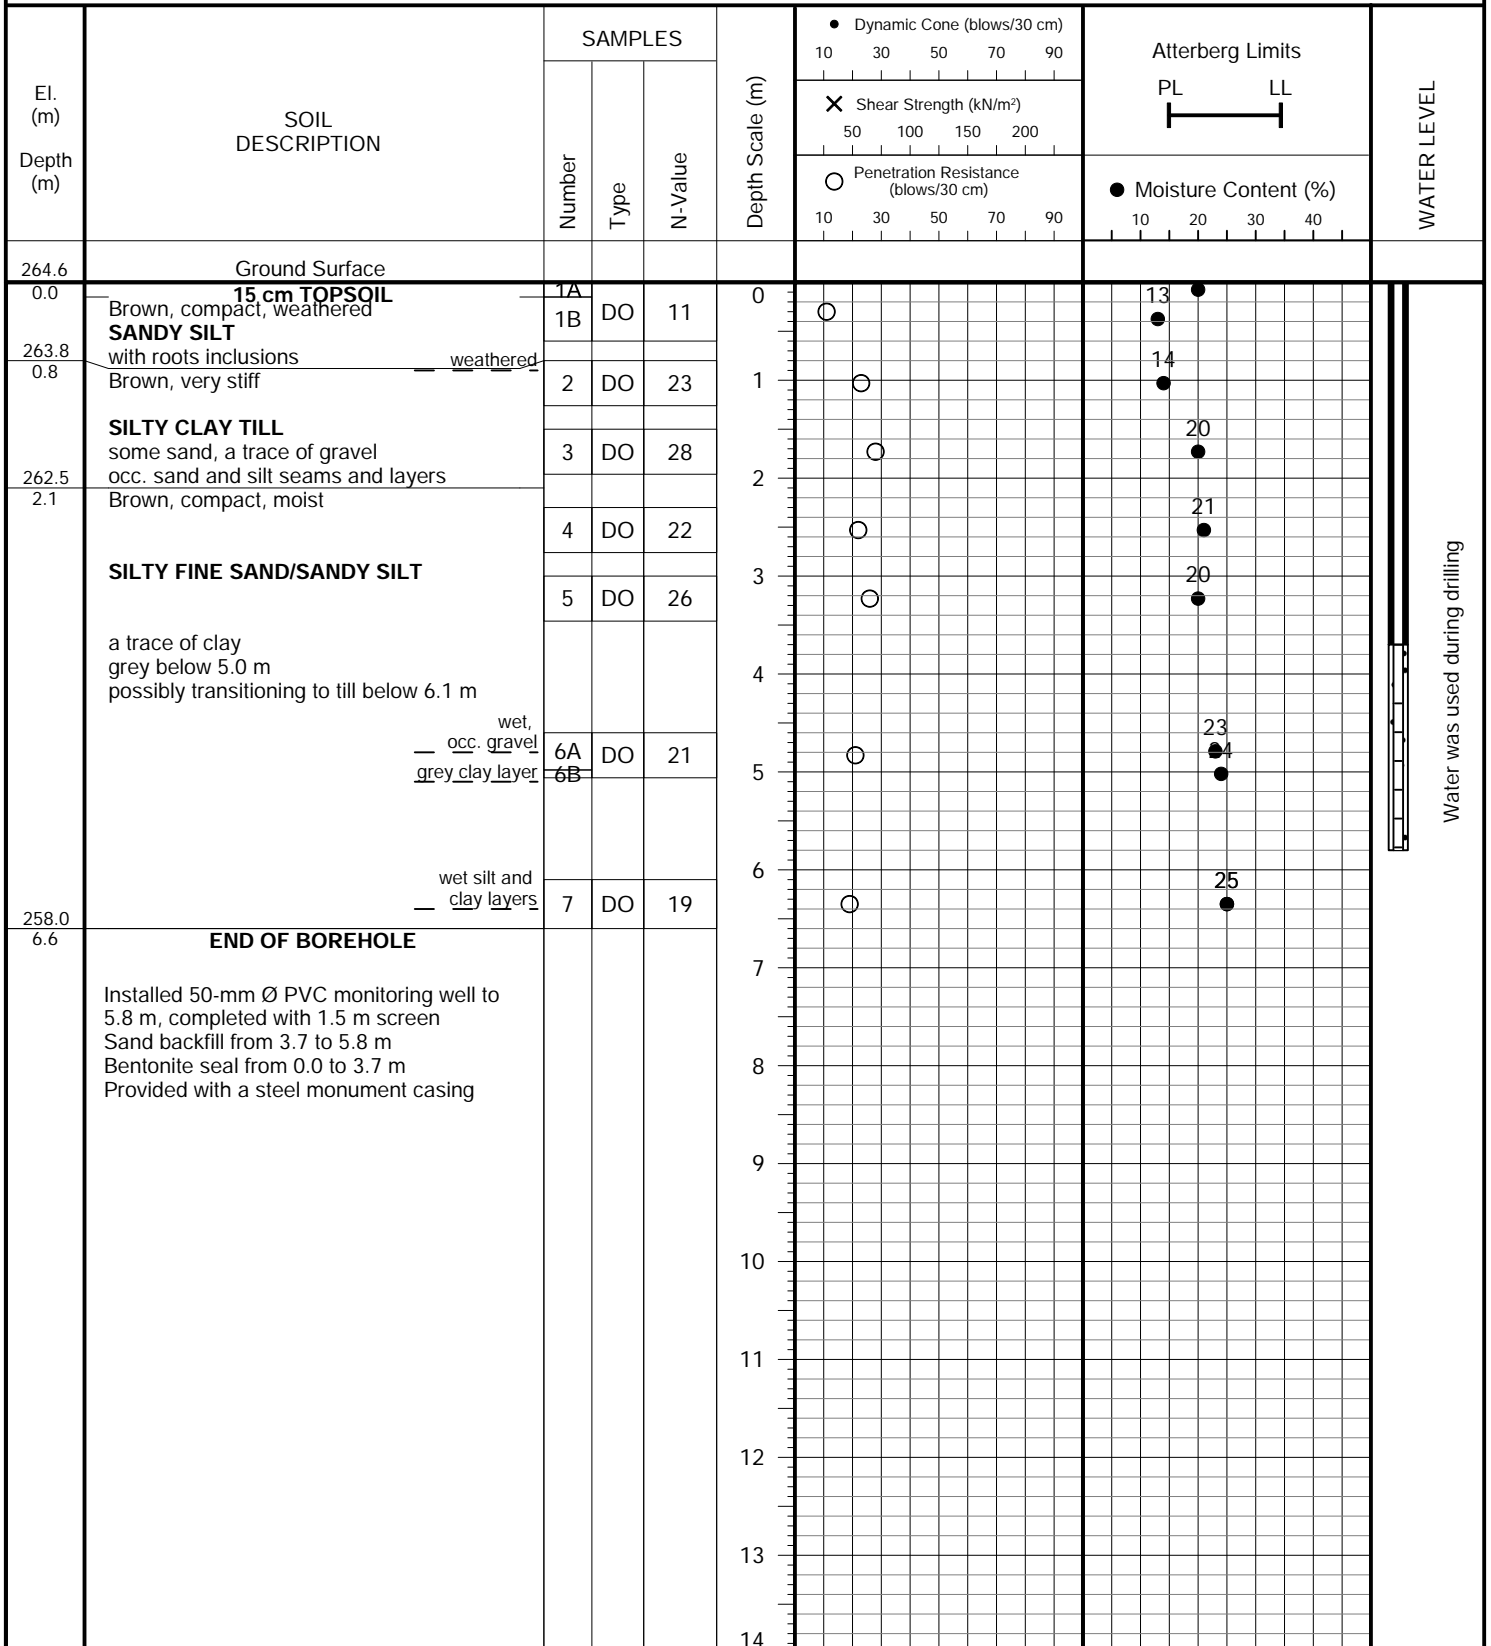 El.
(m)
Depth
(m)
SOIL
DESCRIPTION
SAMPLES
Number
Type
N-Value
Depth Scale (m)
Dynamic Cone (blows/30 cm)
10 30 50 70 90
Shear Strength (kN/m²)
50 100 150 200
Penetration Resistance
(blows/30 cm)
10 30 50 70 90
Atterberg Limits
PL LL
Moisture Content (%)
10 20 30 40
WATER LEVEL
264.6 Ground Surface
0.0 15 cm TOPSOIL 1A 0
Brown, compact, weathered 1B DO 11 13
SANDY SILT
263.8 with roots inclusions weathered 14
0.8 Brown, very stiff 2 DO 23 1
SILTY CLAY TILL 20
some sand, a trace of gravel 3 DO 28
262.5 occ. sand and silt seams and layers 2
2.1 Brown, compact, moist 21
4 DO 22
SILTY FINE SAND/SANDY SILT 3 20
5 DO 26
a trace of clay
grey below 5.0 m 4
possibly transitioning to till below 6.1 m
wet, 23
occ. gravel 6A DO 21
grey clay layer 6B 5
Water was used during drilling
6
wet silt and 25
clay layers 7 DO 19
258.0
6.6 END OF BOREHOLE
7
Installed 50-mm Ø PVC monitoring well to
5.8 m, completed with 1.5 m screen
Sand backfill from 3.7 to 5.8 m
Bentonite seal from 0.0 to 3.7 m 8
Provided with a steel monument casing
9
10
11
12
13
14